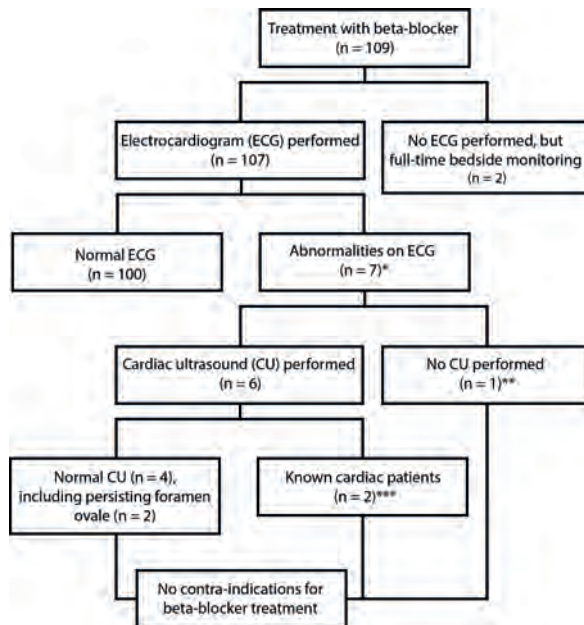 Treatment with beta-blocker
(n = 109)
Electrocardiogram (ECG) performed
(n = 107)
No ECG performed, but
full-time bedside monitoring
(n = 2)
Normal ECG
(n = 100)
Abnormalities on ECG
(n = 7)*
Cardiac ultrasound (CU) performed
(n = 6)
No CU performed
(n = 1)**
Normal CU (n = 4),
including persisting foramen
ovale (n = 2)
Known cardiac patients
(n = 2)***
No contra-indications for
beta-blocker treatment